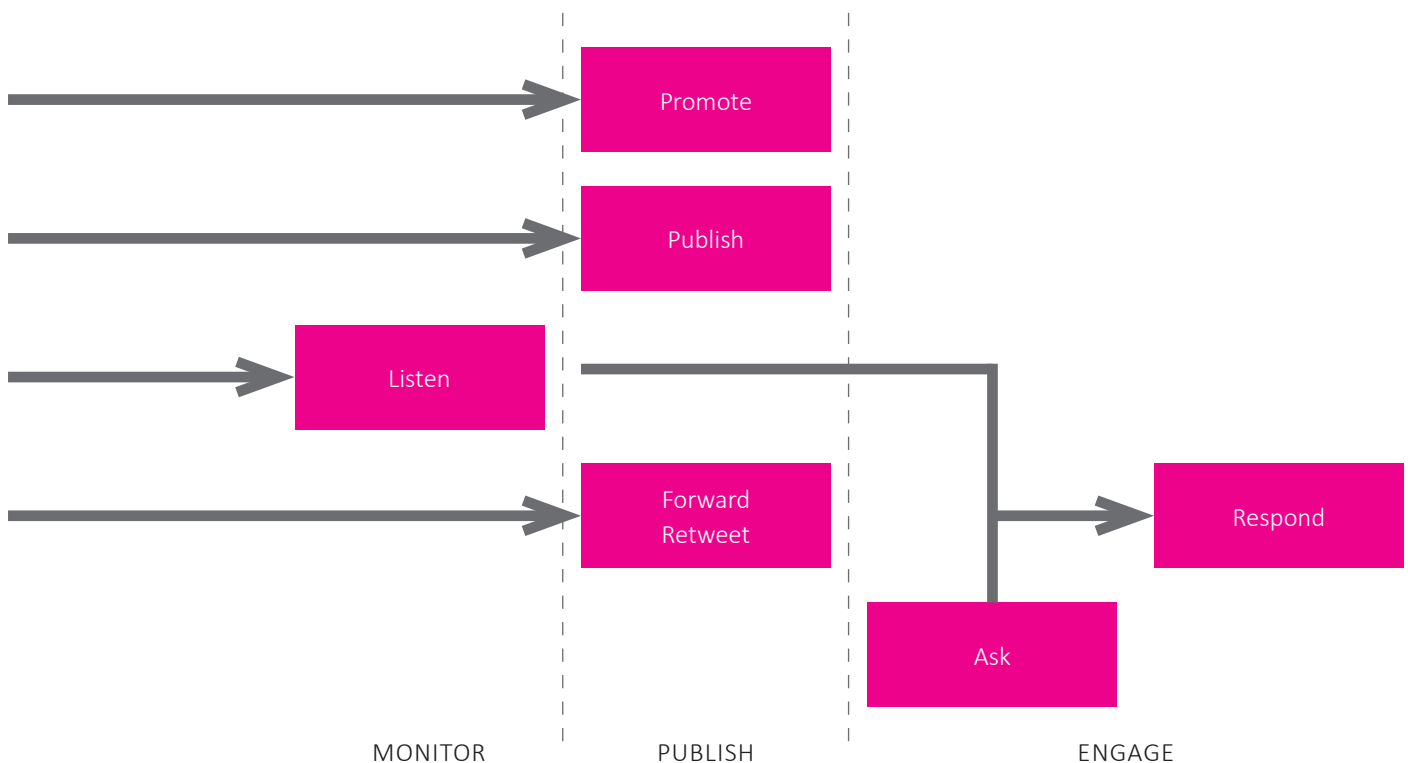 Promote
Publish
Listen
Forward
Retweet
Respond
Ask
MONITOR
PUBLISH
ENGAGE